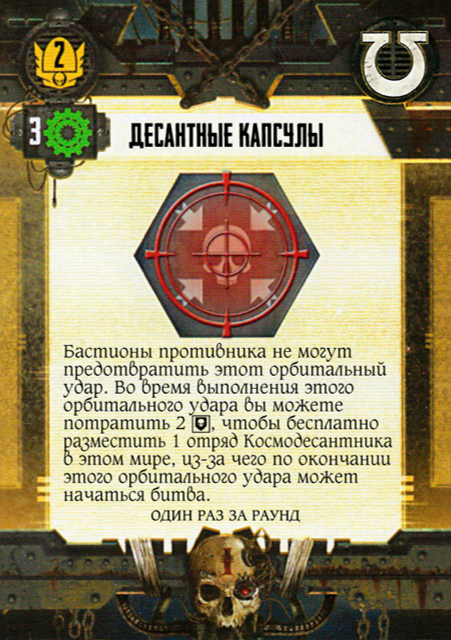 2
3
ДЕСАНТНЫЕ КАПСУЛЫ
Бастионы противника не могут
предотвратить этот орбитальный
удар. Во время выполнения этого
орбитального удара вы можете
потратить 2 , чтобы бесплатно
разместить 1 отряд Космодесантника
в этом мире, из-за чего по окончании
этого орбитального удара может
начаться битва.
ОДИН РАЗ ЗА РАУНД
I